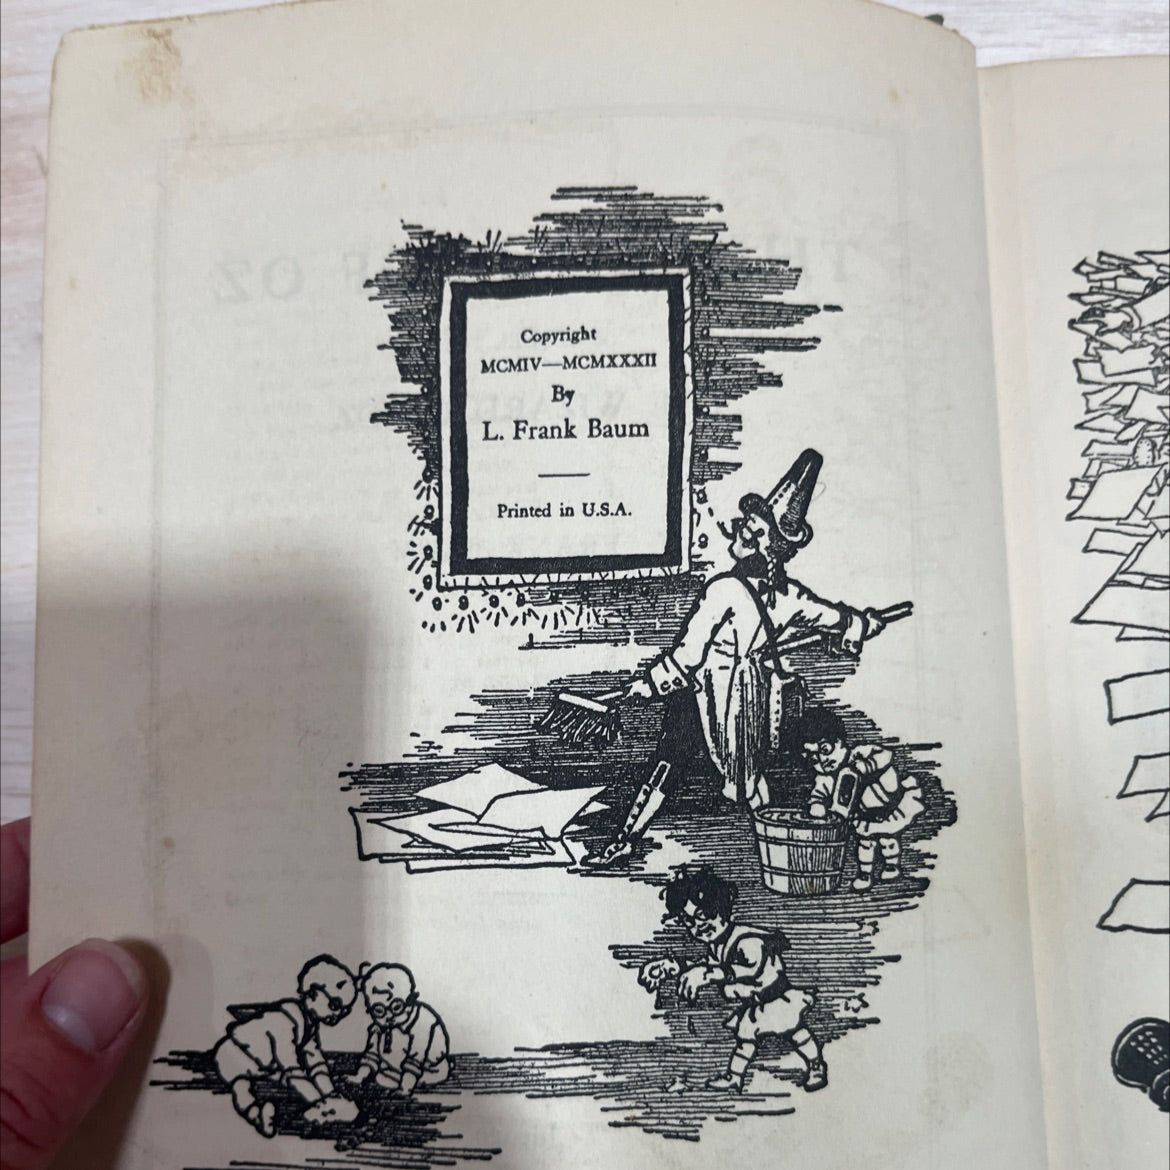 Copyright
MCMIV—MCMXXXII
By
L. Frank Baum
Printed in U.S.A.